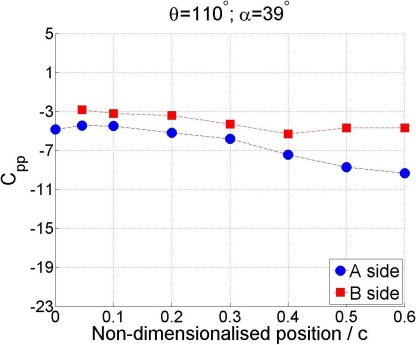 θ=110°; α=39°
5
1
-3
-7
-11
-15
-19
-23
Cpp
0 0.1 0.2 0.3 0.4 0.5 0.6
Non-dimensionalised position / c
A side
B side